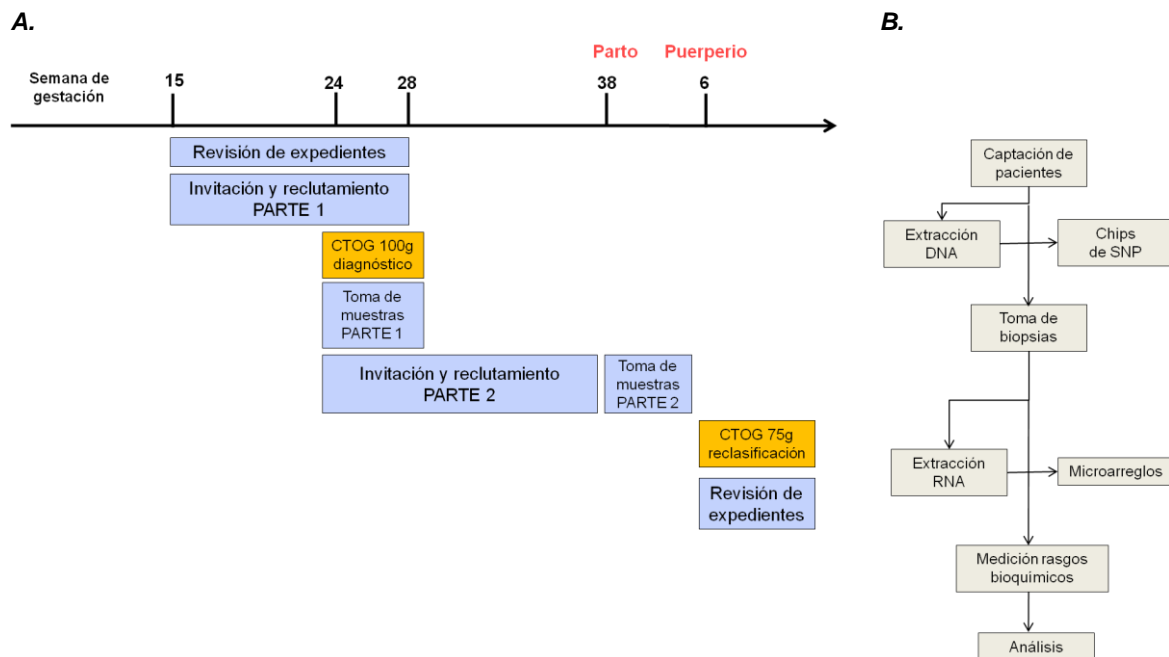 A.
B.
Parto
Puerperio
Semana de
gestación
15
24
28
38
6
Revisión de expedientes
Invitación y reclutamiento
PARTE 1
CTOG 100g
diagnóstico
Toma de
muestras
PARTE 1
Invitación y reclutamiento
PARTE 2
Toma de
muestras
PARTE 2
CTOG 75g
reclasificación
Revisión de
expedientes
Captación de
pacientes
Extracción
DNA
Chips
de SNP
Toma de
biopsias
Extracción
RNA
Microarreglos
Medición rasgos
bioquímicos
Análisis